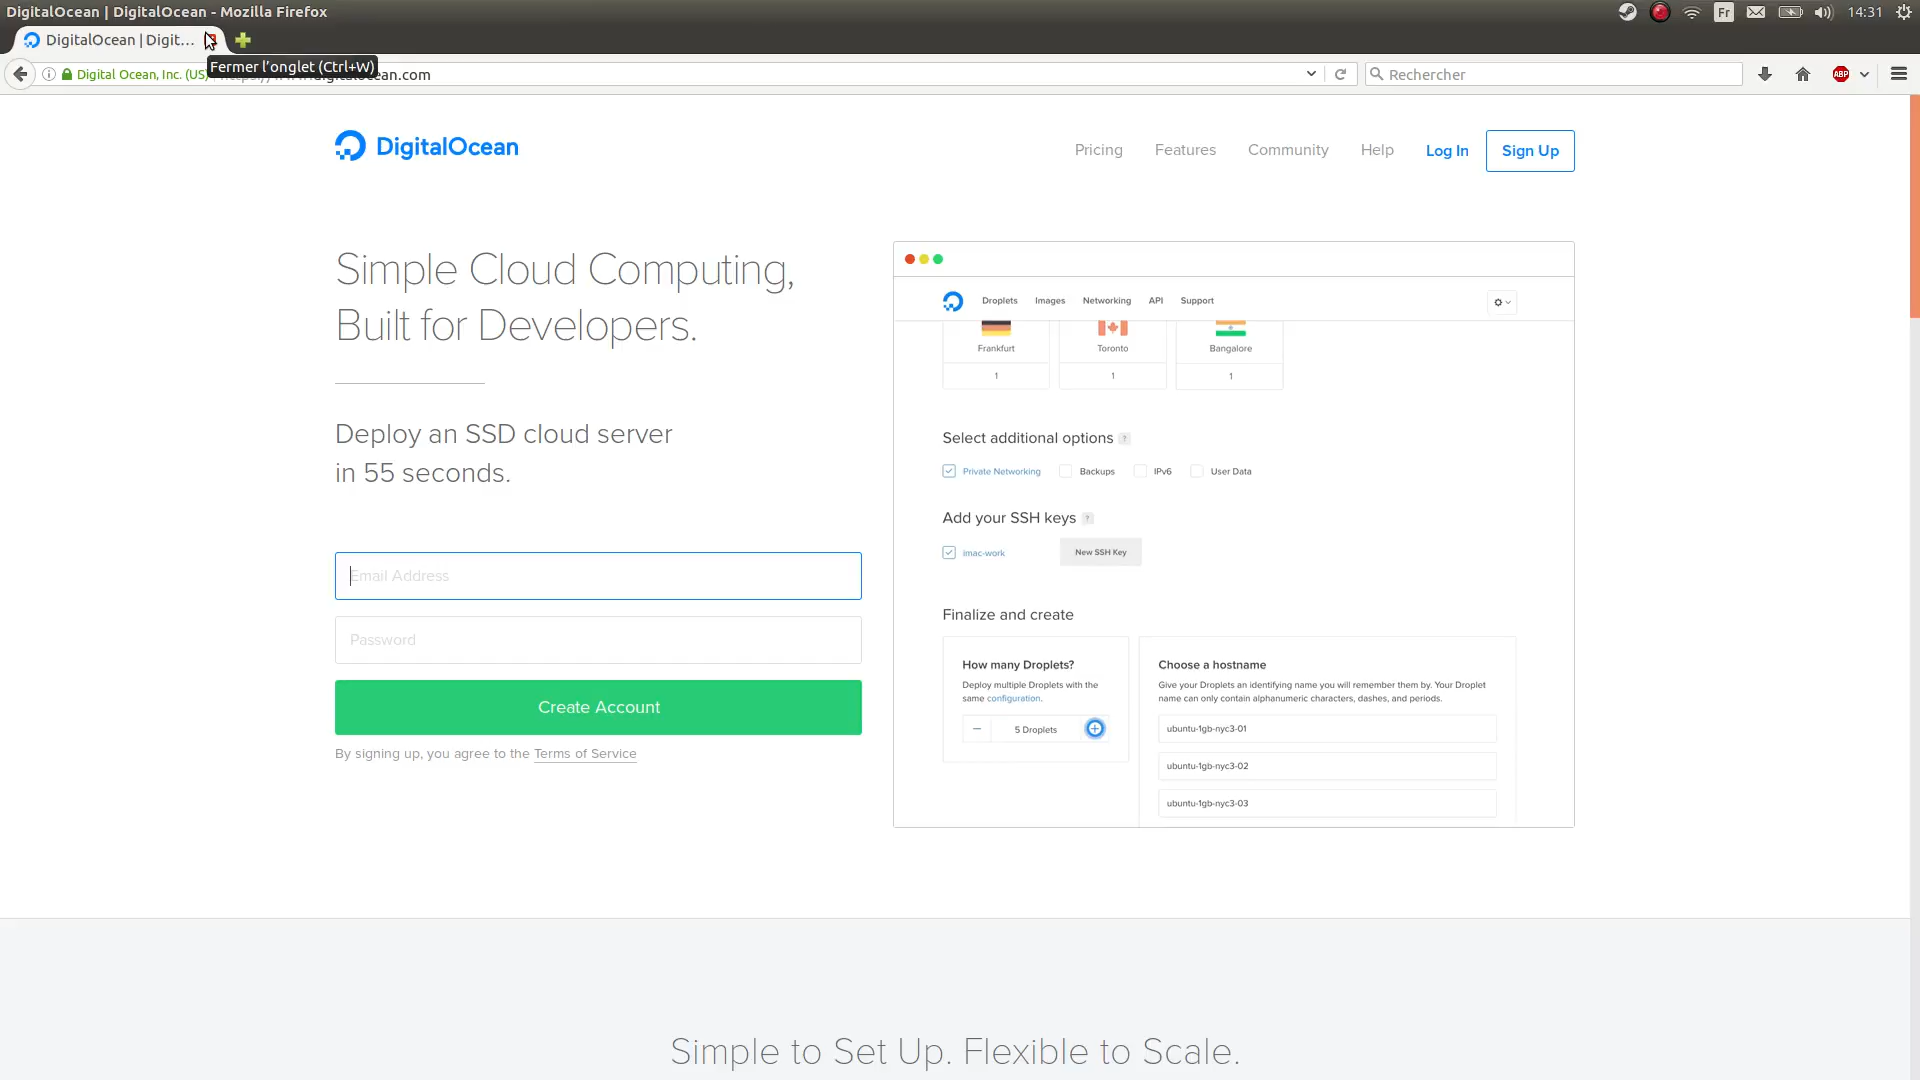 DigitalOcean | DigitalOcean - Mozilla Firefox
Fr
14:31
DigitalOcean | Digit...
Fermer l'onglet (Ctrl+W)
Digital Ocean, Inc. (US)
digitalocean.com
Rechercher
ABP
DigitalOcean
Pricing
Features
Community
Help
Log In
Sign Up
Simple Cloud Computing,
Built for Developers.
Deploy an SSD cloud server
in 55 seconds.
Email Address
Password
Create Account
By signing up, you agree to the Terms of Service
Droplets
Images
Networking
API
Support
Frankfurt
Toronto
Bangalore
1
1
1
Select additional options ?
Private Networking
Backups
IPv6
User Data
Add your SSH keys ?
imac-work
New SSH Key
Finalize and create
How many Droplets?
Deploy multiple Droplets with the
same configuration.
5 Droplets
Choose a hostname
Give your Droplets an identifying name you will remember them by. Your Droplet
name can only contain alphanumeric characters, dashes, and periods.
ubuntu-1gb-nyc3-01
ubuntu-1gb-nyc3-02
ubuntu-1gb-nyc3-03
Simple to Set Up. Flexible to Scale.